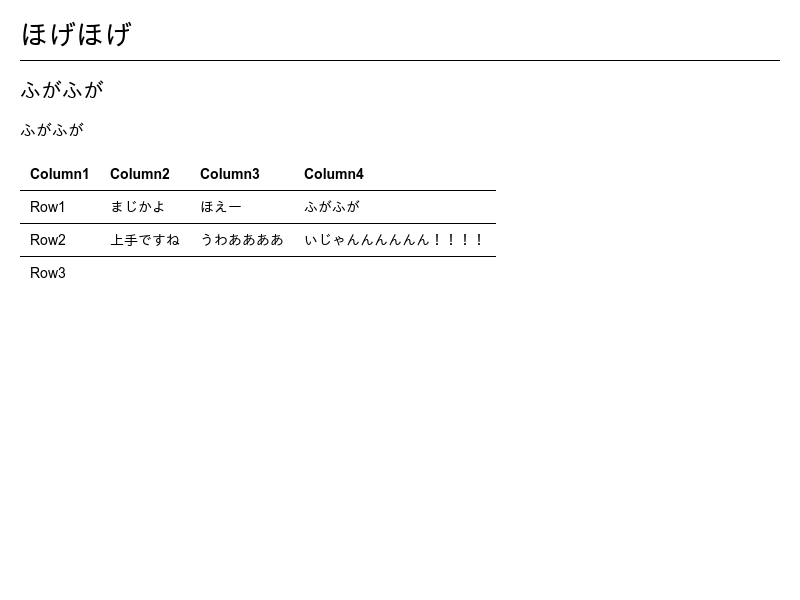 ほげほげ
ふがふが
ふがふが
Column1 Column2 Column3 Column4
Row1 まじかよ ほえー ふがふが
Row2 上手ですね うわああああ いじゃんんんんんん！！！！
Row3